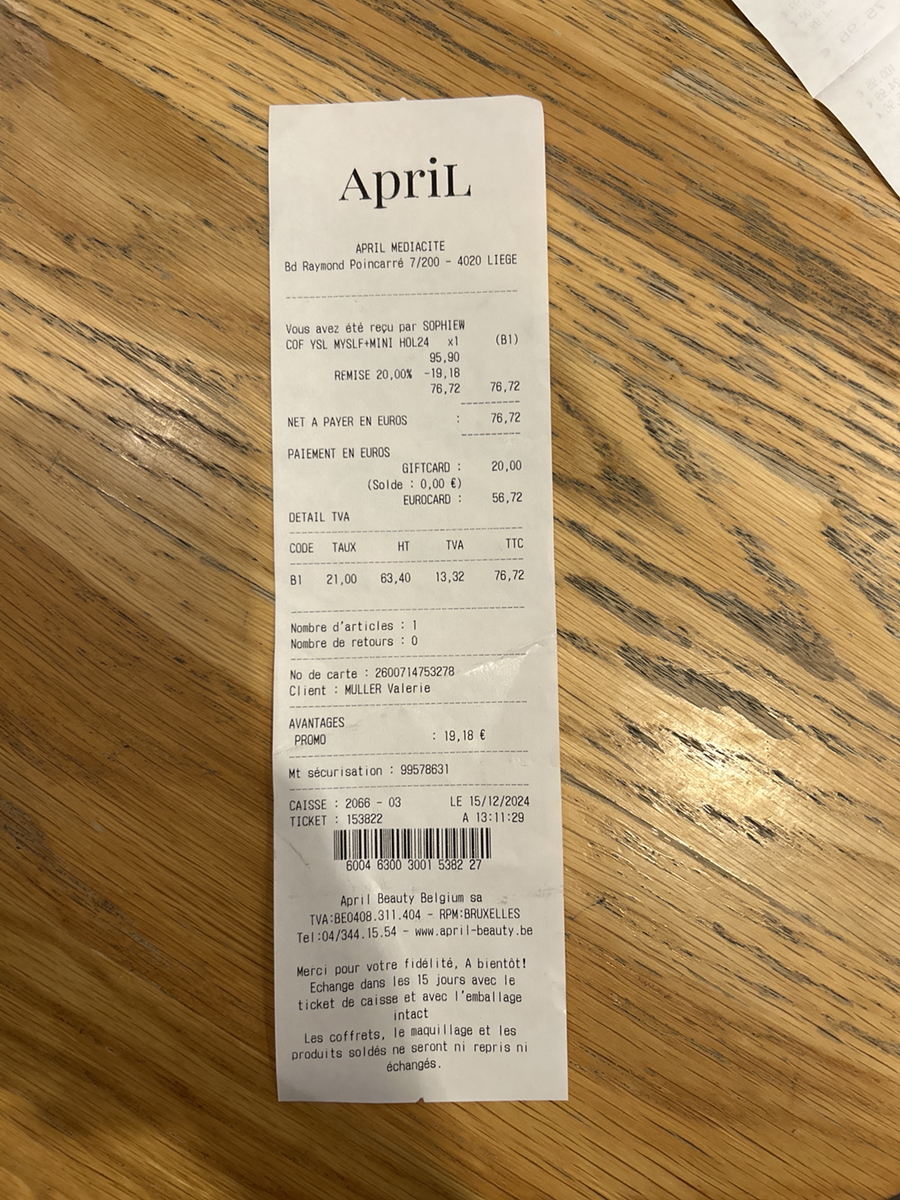 ApriL
APRIL MEDIACITE
Bd Raymond Poincarré 7/200 - 4020 LIEGE
Vous avez été reçu par SOPHIEW
COF YSL MYSLF+MINI HOL24 x1 (B1)
95,90
REMISE 20,00% -19,18
76,72 76,72
NET A PAYER EN EUROS : 76,72
PAIEMENT EN EUROS
GIFTCARD : 20,00
(Solde : 0,00 €)
EUROCARD : 56,72
DETAIL TVA
CODE TAUX HT TVA TTC
B1 21,00 63,40 13,32 76,72
Nombre d'articles : 1
Nombre de retours : 0
No de carte : 2600714753278
Client : MULLER Valerie
AVANTAGES
PROMO : 19,18 €
Mt sécurisation : 99578631
CAISSE : 2066 - 03 LE 15/12/2024
TICKET : 153822 A 13:11:29
6004 6300 3001 5382 27
April Beauty Belgium sa
TVA:BE0408.311.404 - RPM:BRUXELLES
Tel:04/344.15.54 - www.april-beauty.be
Merci pour votre fidélité, A bientôt!
Echange dans les 15 jours avec le
ticket de caisse et avec l'emballage
intact
Les coffrets, le maquillage et les
produits soldés ne seront ni repris ni
échangés.